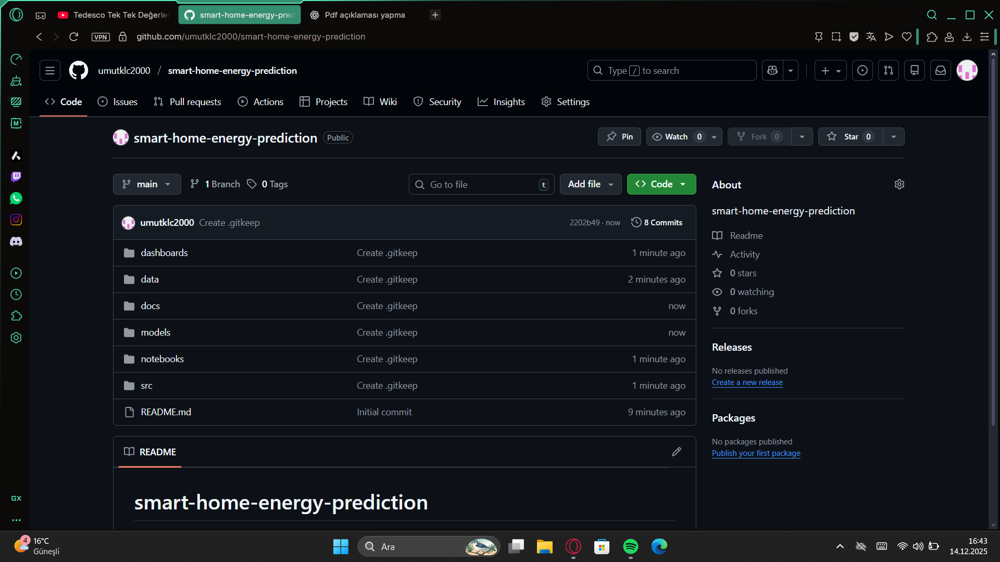 Tedesco Tek Tek Değerler
smart-home-energy-pred
Pdf açıklaması yapma
VPN
github.com/umutklc2000/smart-home-energy-prediction
umutklc2000 / smart-home-energy-prediction
Type / to search
Code
Issues
Pull requests
Actions
Projects
Wiki
Security
Insights
Settings
smart-home-energy-prediction
Public
Pin
Watch 0
Fork 0
Star 0
main
1 Branch
0 Tags
Go to file
t
Add file
Code
umutklc2000 Create .gitkeep
2202b49 · now
8 Commits
dashboards Create .gitkeep 1 minute ago
data Create .gitkeep 2 minutes ago
docs Create .gitkeep now
models Create .gitkeep now
notebooks Create .gitkeep 1 minute ago
src Create .gitkeep 1 minute ago
README.md Initial commit 9 minutes ago
README
smart-home-energy-prediction
About
smart-home-energy-prediction
Readme
Activity
0 stars
0 watching
0 forks
Releases
No releases published
Create a new release
Packages
No packages published
Publish your first package
M
GX
4
16°C
Güneşli
Ara
16:43
14.12.2025